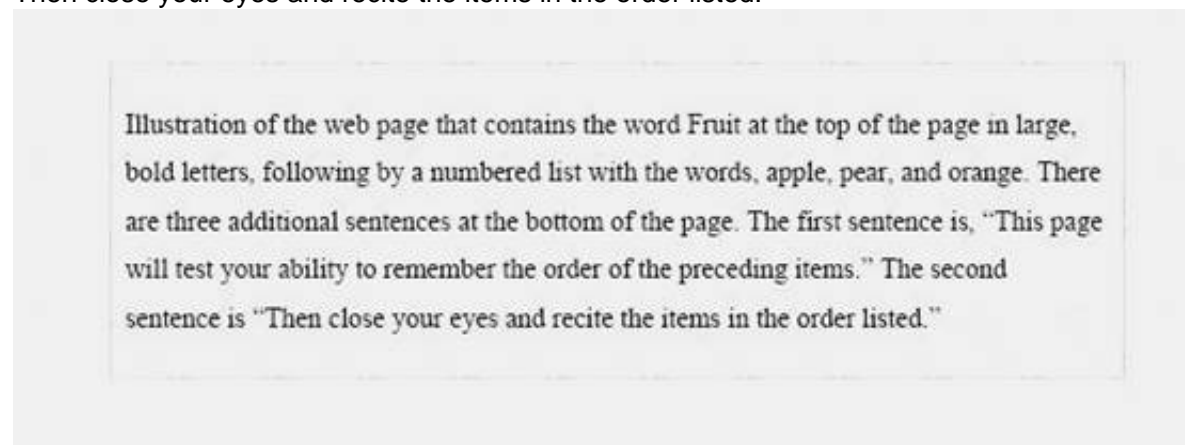 Then close your eyes and recite the items in the order listed.
Illustration of the web page that contains the word Fruit at the top of the page in large,
bold letters, following by a numbered list with the words, apple, pear, and orange. There
are three additional sentences at the bottom of the page. The first sentence is, “This page
will test your ability to remember the order of the preceding items.” The second
sentence is “Then close your eyes and recite the items in the order listed.”